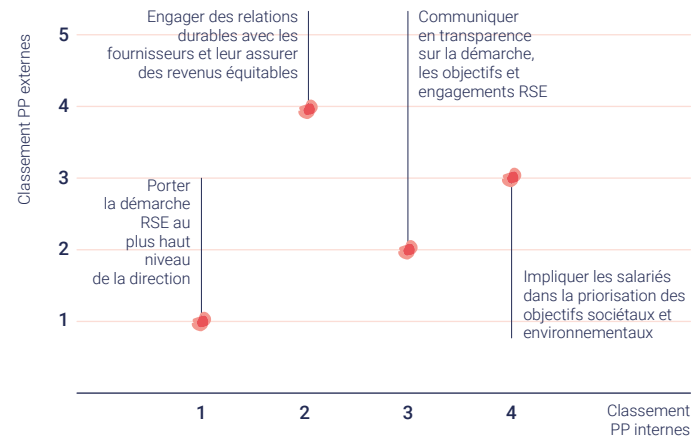 Classement PP externes
5
4
3
2
1
Engager des relations
durables avec les
fournisseurs et leur assurer
des revenus équitables
Communiquer
en transparence
sur la démarche,
les objectifs et
engagements RSE
Porter
la démarche
RSE au
plus haut
niveau
de la direction
Impliquer les salariés
dans la priorisation des
objectifs sociétaux et
environnementaux
1
2
3
4
Classement
PP internes